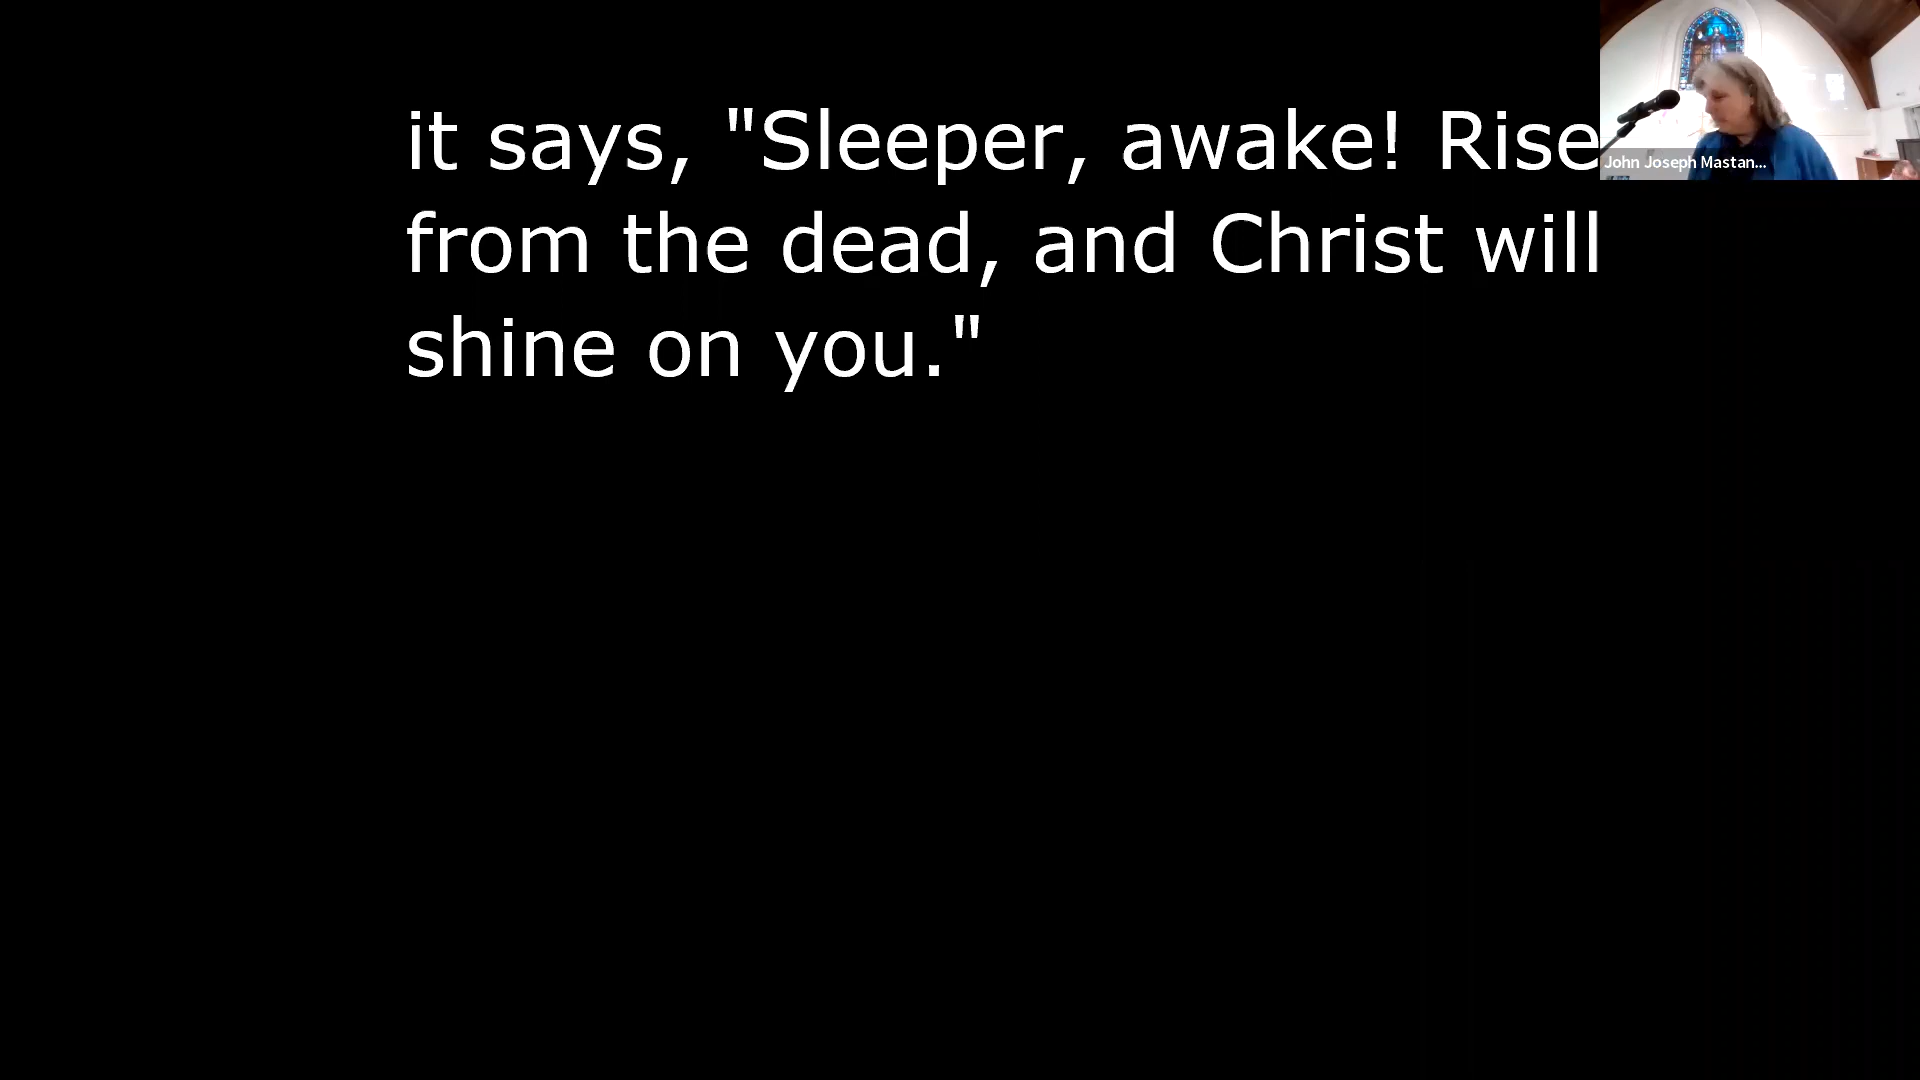 it says, "Sleeper, awake! Rise
from the dead, and Christ will
shine on you."
John Joseph Mastan...